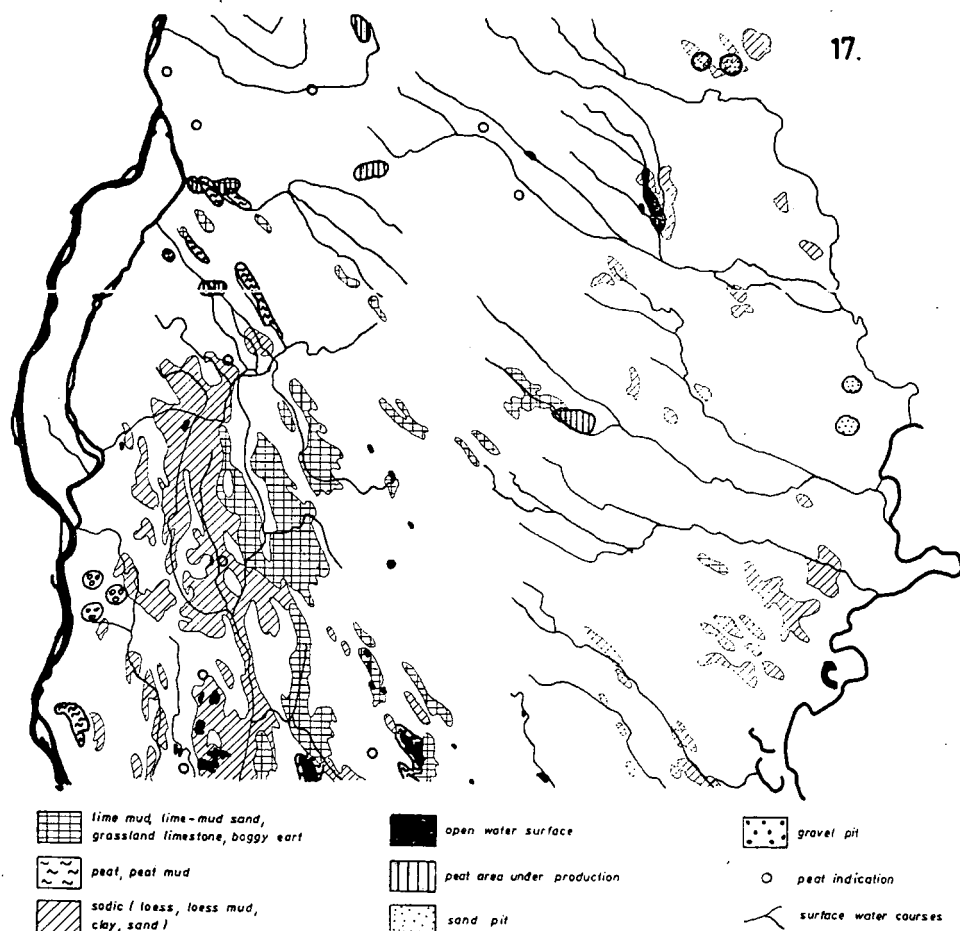 17.
lime mud, lime-mud sand,
grassland limestone, boggy eart
peat, peat mud
sodic ( loess, loess mud,
clay, sand )
open water surface
peat area under production
sand pit
gravel pit
peat indication
surface water courses